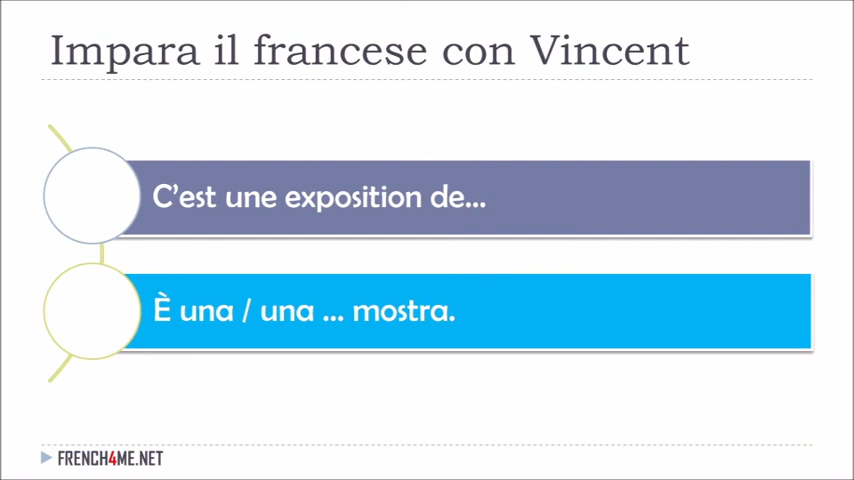 Impara il francese con Vincent
C'est une exposition de...
È una / una ... mostra.
FRENCH4ME.NET